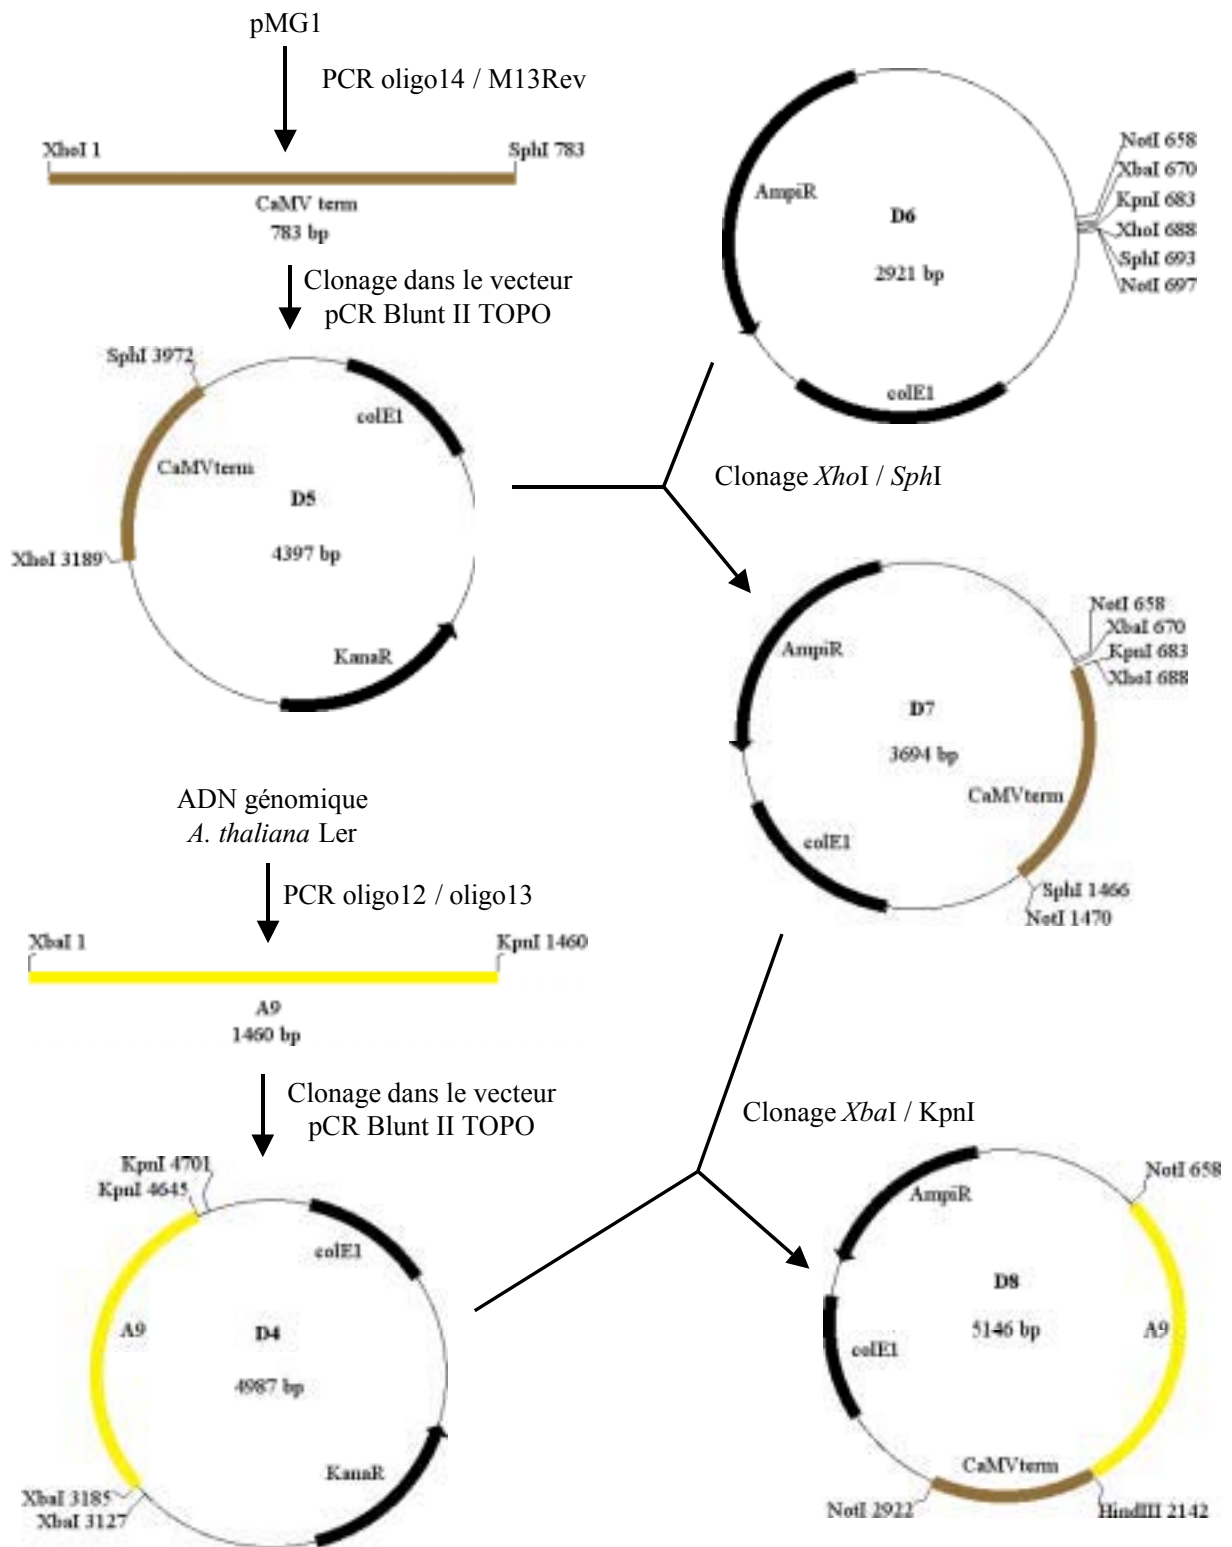 pMG1
PCR oligo14 / M13Rev
XhoI 1
SphI 783
CaMV term
783 bp
Clonage dans le vecteur
pCR Blunt II TOPO
NotI 658
XbaI 670
KpnI 683
XhoI 688
SphI 693
NotI 697
AmpiR
D6
2921 bp
colE1
SphI 3972
colE1
CaMVterm
D5
4397 bp
XhoI 3189
KanaR
Clonage XhoI / SphI
NotI 658
XbaI 670
KpnI 683
XhoI 688
AmpiR
D7
3694 bp
CaMVterm
colE1
SphI 1466
NotI 1470
ADN génomique
A. thaliana Ler
PCR oligo12 / oligo13
XbaI 1
KpnI 1460
A9
1460 bp
Clonage dans le vecteur
pCR Blunt II TOPO
Clonage XbaI / KpnI
KpnI 4701
KpnI 4645
colE1
A9
D4
4987 bp
KanaR
XbaI 3185
XbaI 3127
NotI 658
AmpiR
D8
5146 bp
A9
colE1
CaMVterm
NotI 2922
HindIII 2142